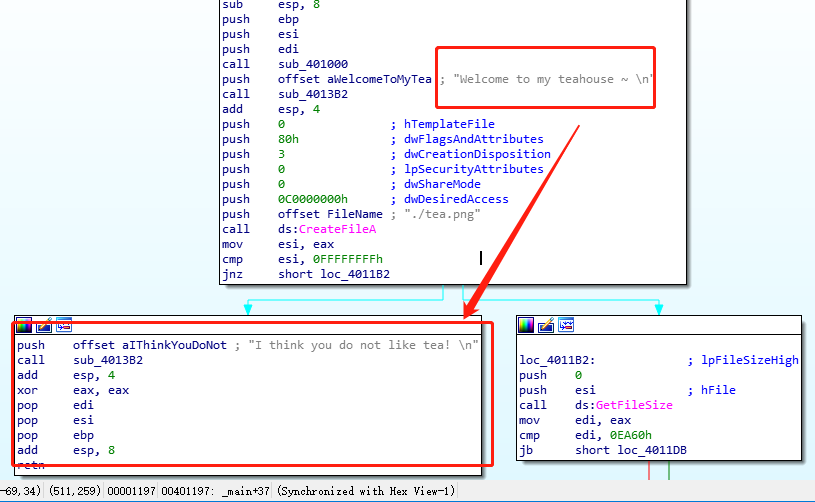 sub esp, 8
push ebp
push esi
push edi
call sub_401000
push offset aWelcomeToMyTea ; "Welcome to my teahouse ~ \n"
call sub_4013B2
add esp, 4
push 0 ; hTemplateFile
push 80h ; dwFlagsAndAttributes
push 3 ; dwCreationDisposition
push 0 ; lpSecurityAttributes
push 0 ; dwShareMode
push 0C0000000h ; dwDesiredAccess
push offset FileName ; "./tea.png"
call ds:CreateFileA
mov esi, eax
cmp esi, 0FFFFFFFFh
jnz short loc_4011B2
push offset aIThinkYouDoNot ; "I think you do not like tea! \n"
call sub_4013B2
add esp, 4
xor eax, eax
pop edi
pop esi
pop ebp
add esp, 8
retn
loc_4011B2: ; lpFileSizeHigh
push 0
push esi ; hFile
call ds:GetFileSize
mov edi, eax
cmp edi, 0EA60h
jb short loc_4011DB
-69,34) (511,259) 00001197 00401197: _main+37 (Synchronized with Hex View-1)